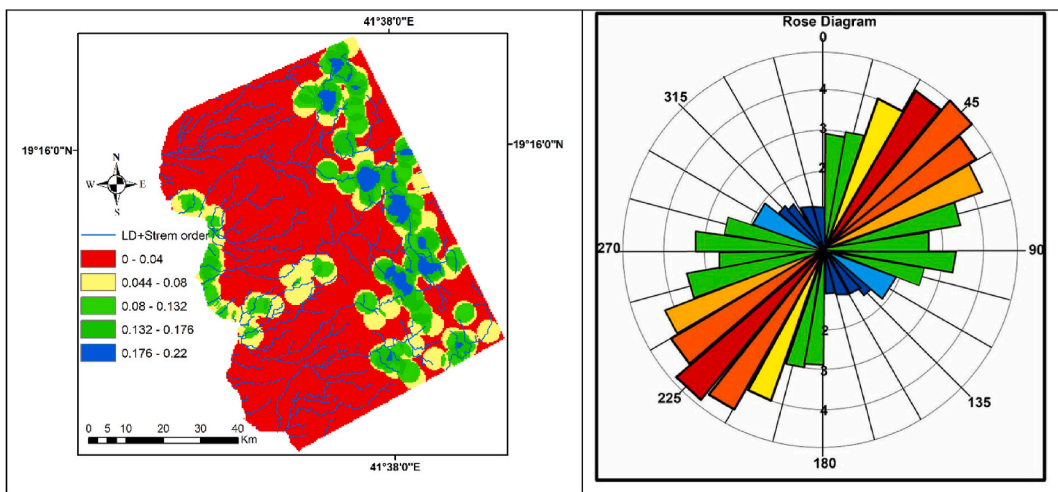 41°38'0"E
19°16'0"N
19°16'0"N
N
W E
S
LD+Strem order
0 - 0.04
0.044 - 0.08
0.08 - 0.132
0.132 - 0.176
0.176 - 0.22
0 5 10 20 30 40
Km
41°38'0"E
Rose Diagram
0
315
4
45
3
2
270
90
2
3
225
4
135
180